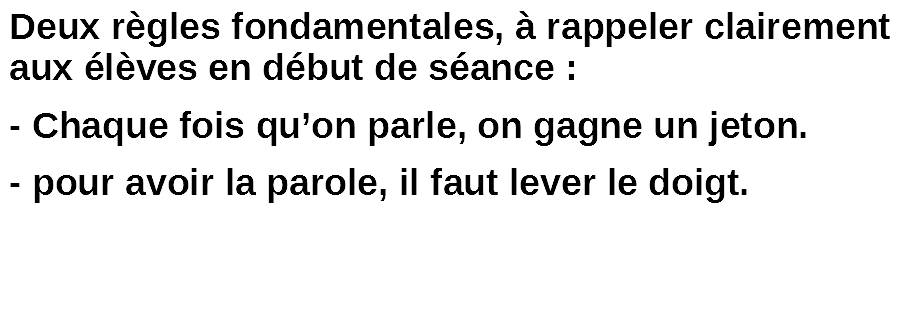 Deux règles fondamentales, à rappeler clairement
aux élèves en début de séance :
- Chaque fois qu’on parle, on gagne un jeton.
- pour avoir la parole, il faut lever le doigt.